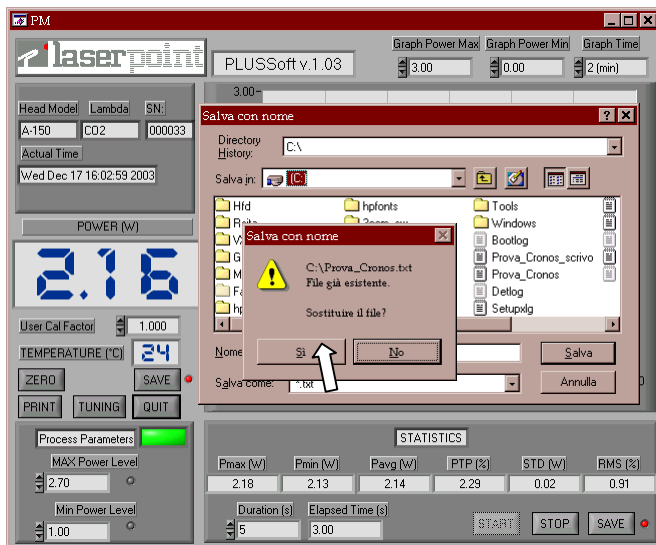 PM
laserpoint
PLUSSoft v.1.03
Graph Power Max Graph Power Min Graph Time
3.00 0.00 2 (min)
3.00-
Head Model Lambda SN:
A-150 CO2 000033
Actual Time
Wed Dec 17 16:02:59 2003
POWER (W)
2.16
User Cal Factor 1.000
TEMPERATURE (°C) 24
ZERO SAVE
PRINT TUNING QUIT
Process Parameters
MAX Power Level
2.70
Min Power Level
1.00
Salva con nome
Directory History: C:\
Salva in: (C:)
Hfd hpfonts Tools
Windows
Bootlog
Prova_Cronos_scrivo
Prova_Cronos
Detlog
Setupxlg
Salva con nome
C:\Prova_Cronos.txt
File già esistente.
Sostituire il file?
Sì No
Nome
Salva
Salva come: *.txt
Annulla
STATISTICS
Pmax (W) Pmin (W) Pavg (W) PTP (%) STD (W) RMS (%)
2.18 2.13 2.14 2.29 0.02 0.91
Duration (s) Elapsed Time (s)
5 3.00
START STOP SAVE